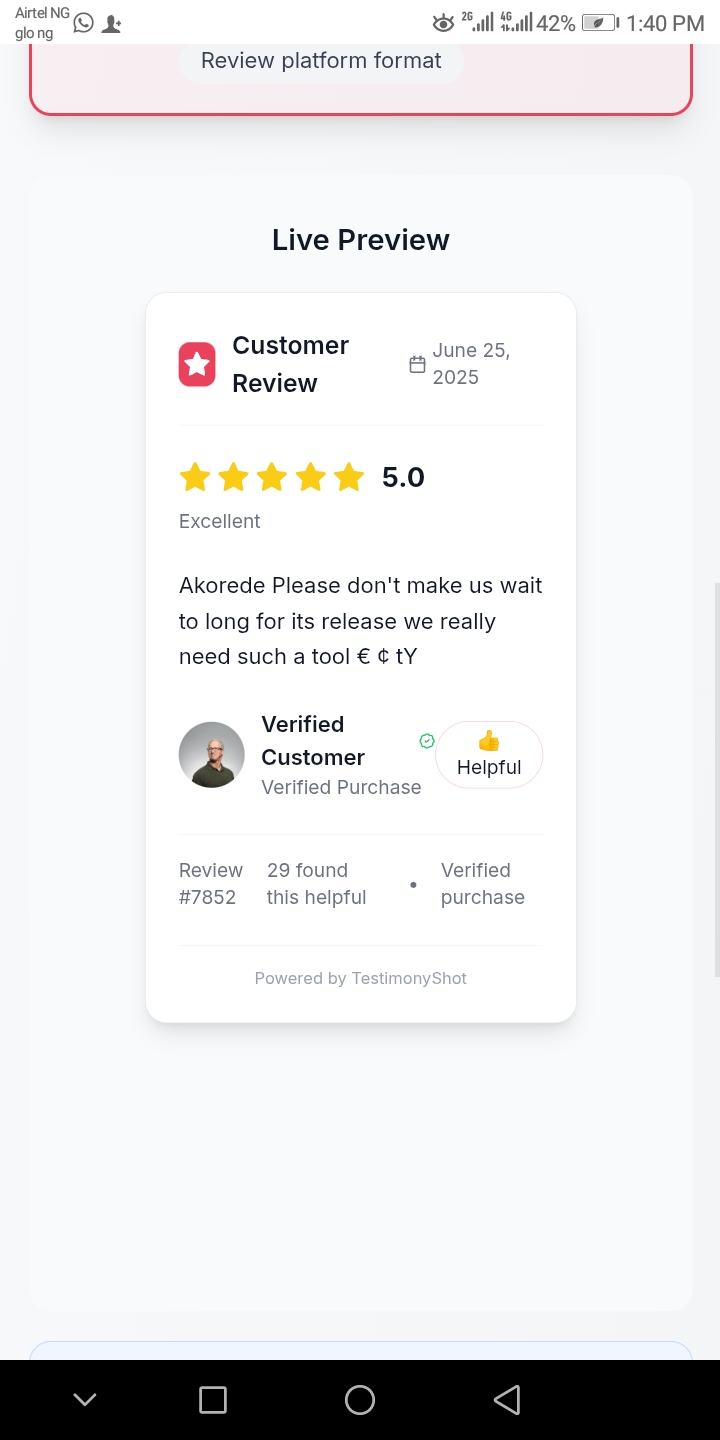 Airtel NG
glo ng
2G
4G
42%
1:40 PM
Review platform format
Live Preview
Customer
Review
June 25,
2025
5.0
Excellent
Akorede Please don't make us wait
to long for its release we really
need such a tool € ¢ tY
Verified
Customer
Verified Purchase
👍
Helpful
Review
#7852
29 found
this helpful
•
Verified
purchase
Powered by TestimonyShot